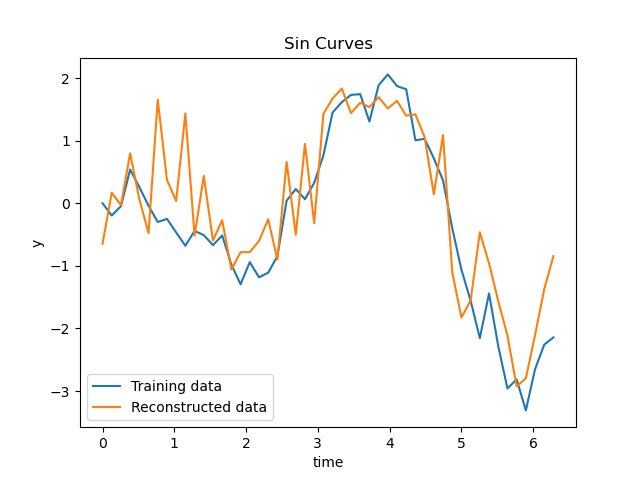 Sin Curves
y
2
1
0
−1
−2
−3
Training data
Reconstructed data
0 1 2 3 4 5 6
time